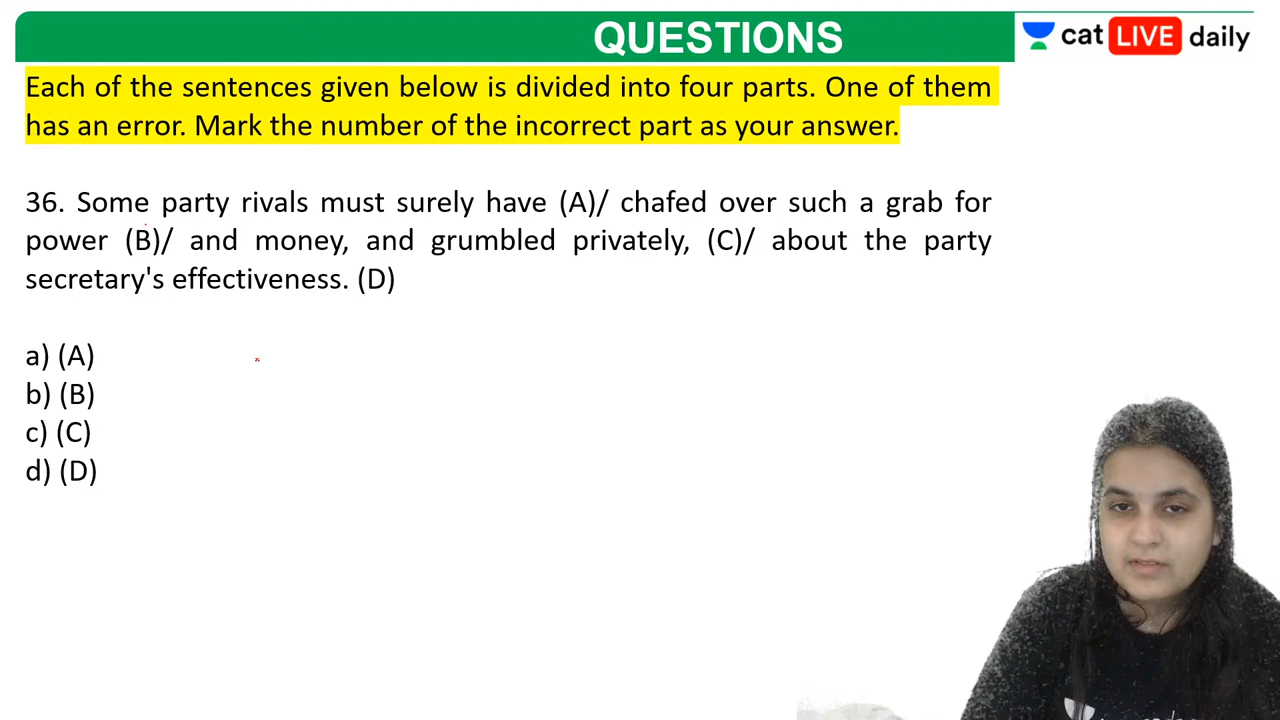 QUESTIONS
cat LIVE daily
Each of the sentences given below is divided into four parts. One of them
has an error. Mark the number of the incorrect part as your answer.
36. Some party rivals must surely have (A)/ chafed over such a grab for
power (B)/ and money, and grumbled privately, (C)/ about the party
secretary's effectiveness. (D)
a) (A)
b) (B)
c) (C)
d) (D)